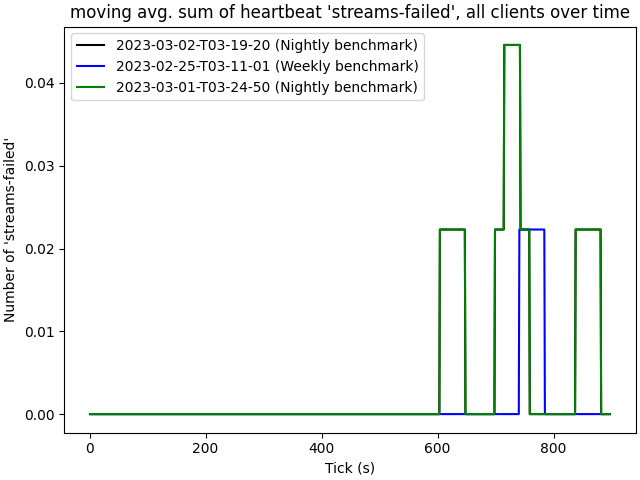 moving avg. sum of heartbeat 'streams-failed', all clients over time
2023-03-02-T03-19-20 (Nightly benchmark)
2023-02-25-T03-11-01 (Weekly benchmark)
2023-03-01-T03-24-50 (Nightly benchmark)
Number of 'streams-failed'
0.04
0.03
0.02
0.01
0.00
0 200 400 600 800
Tick (s)